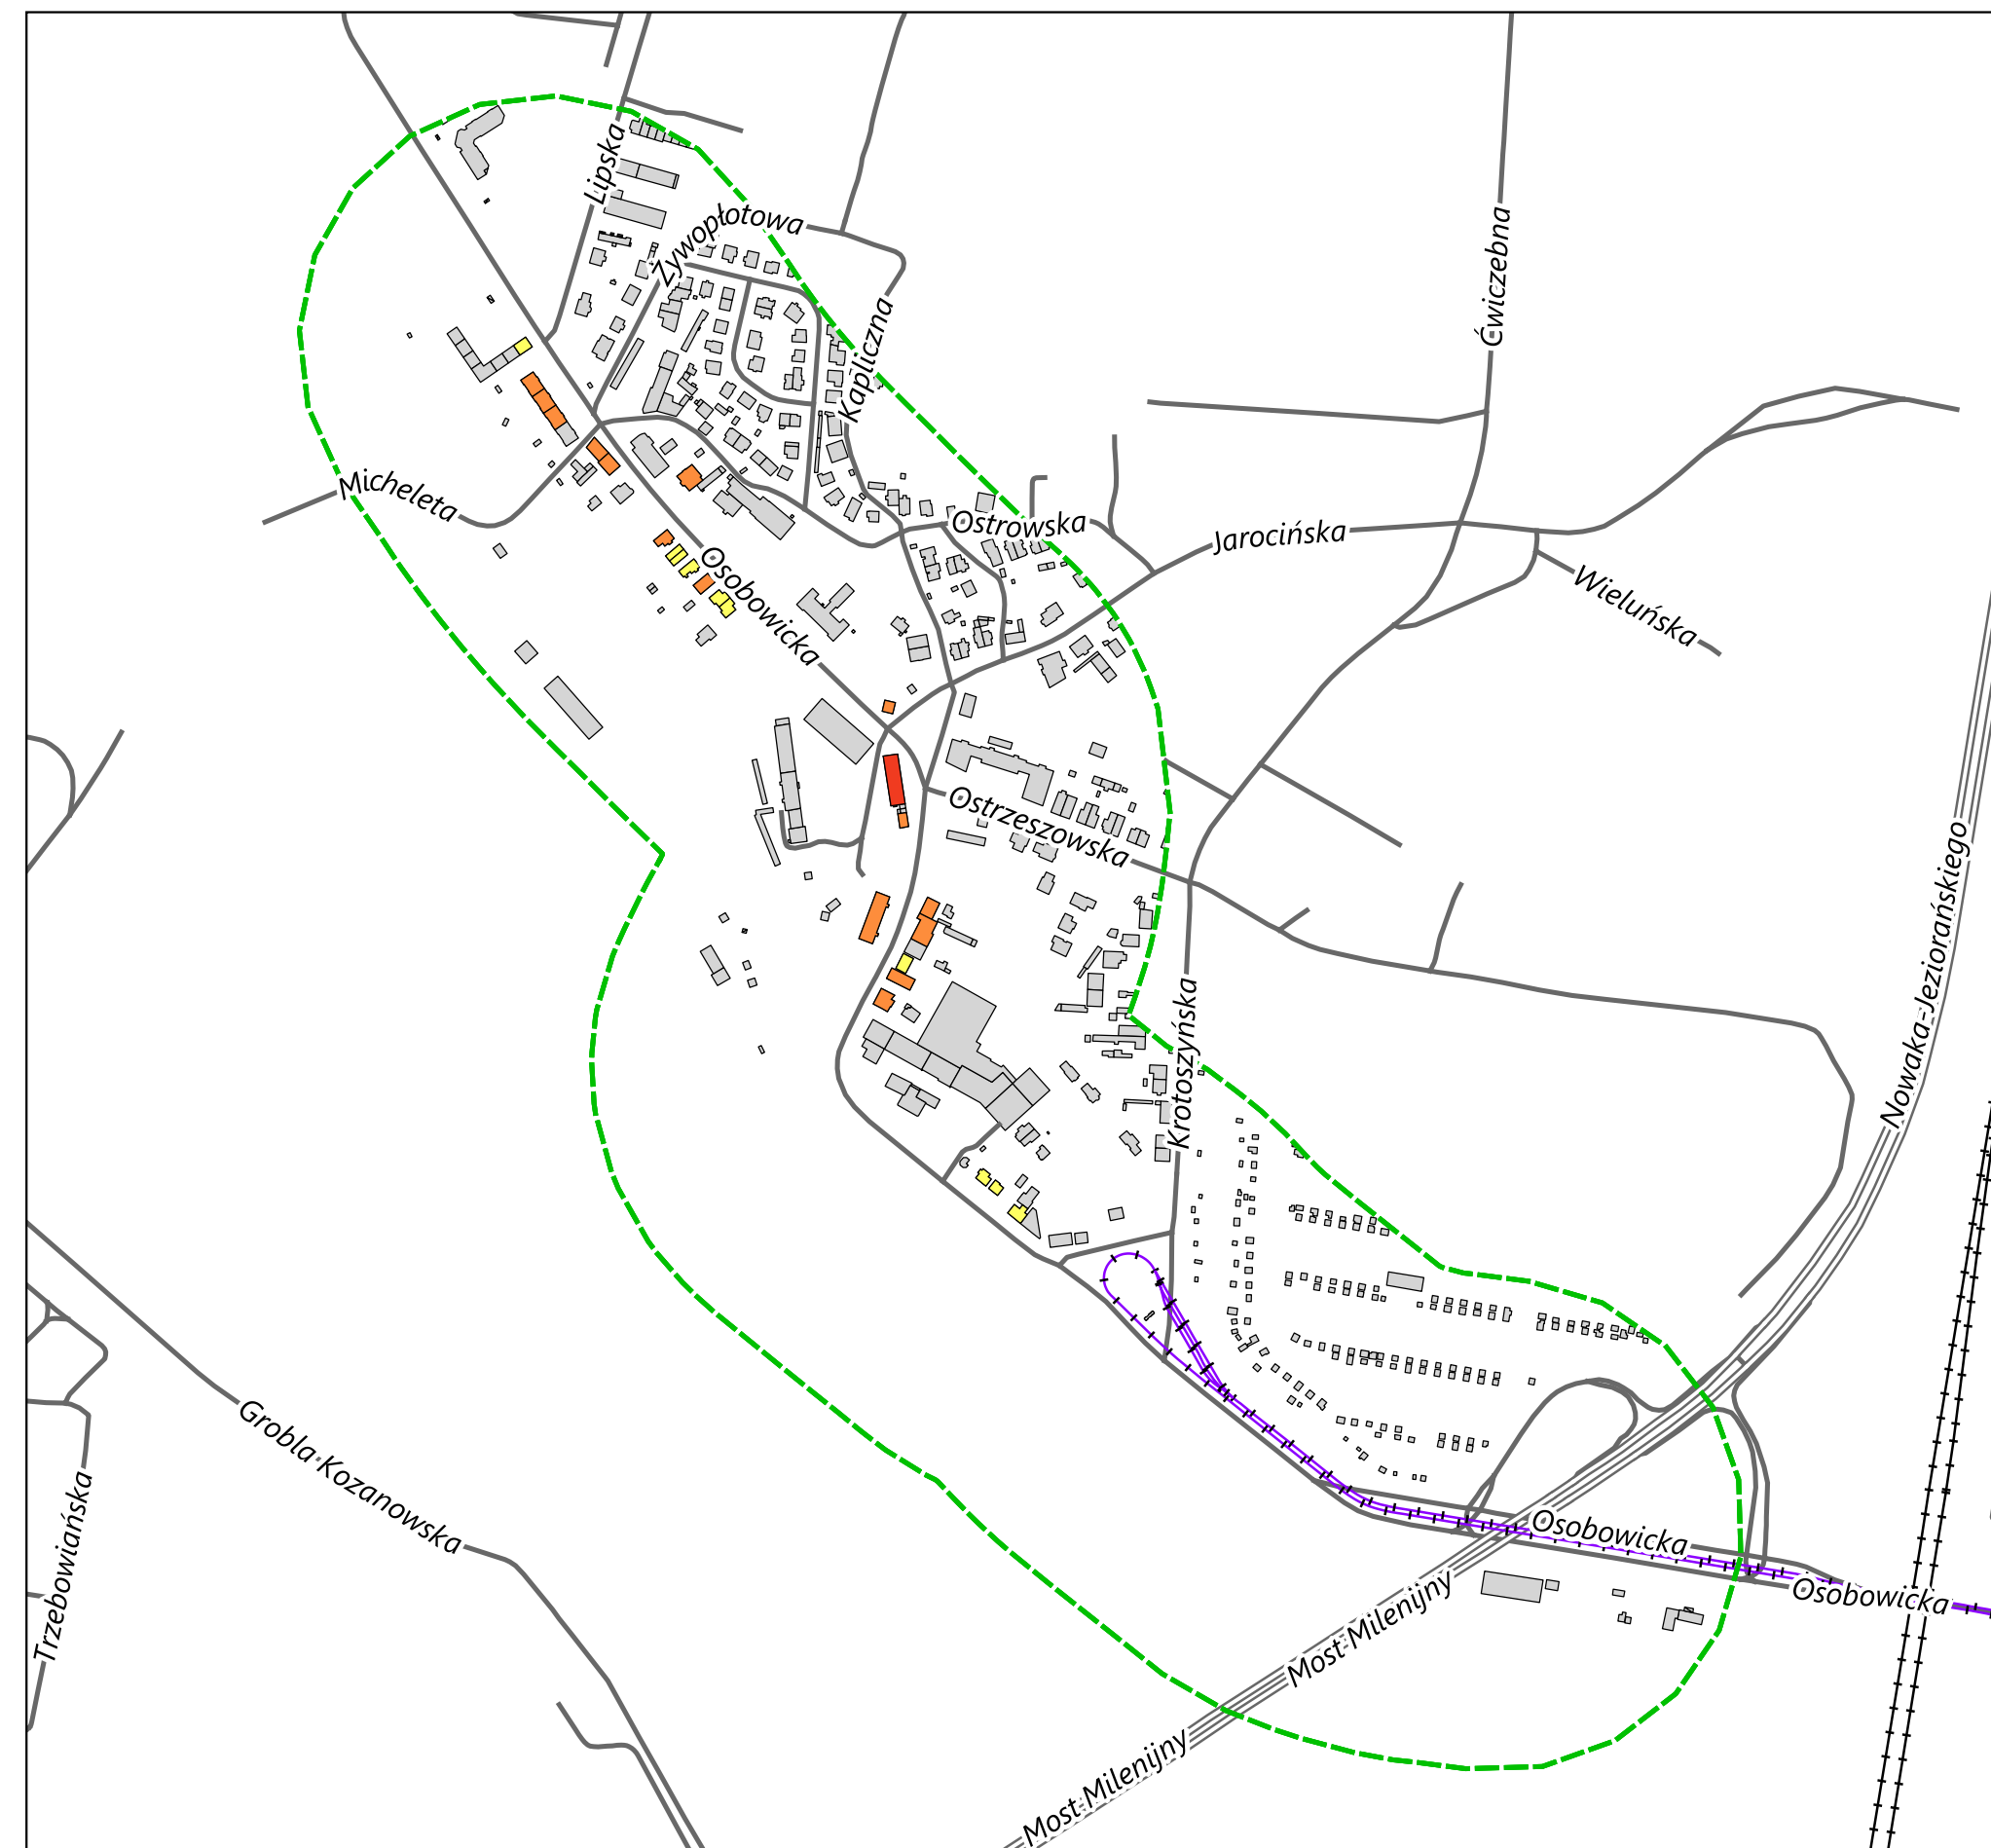 Lipska
Żywopłotowa
Ćwiczebna
Kapliczna
Micheleta
Ostrowska
Jarocińska
Osobowicka
Wieluńska
Ostrzeszowska
Nowaka-Jeziorańskiego
Krotoszyńska
Grobla Kozanowska
Trzebowiańska
Osobowicka
Osobowicka
Most Milenijny
Most Milenijny